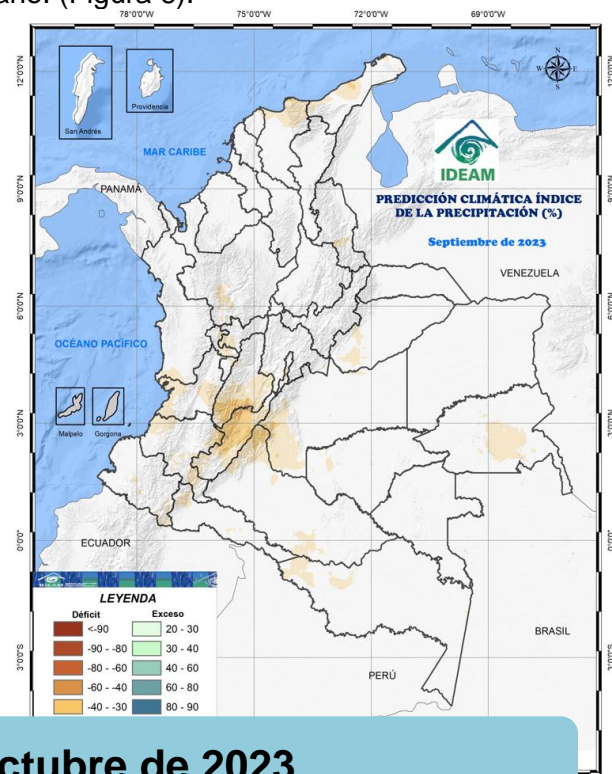 ano. (Figura 6).
78°0'0"W 75°0'0"W 72°0'0"W 69°0'0"W
12°0'0"N
9°0'0"N
6°0'0"N
3°0'0"N
0°0'0"
3°0'0"S
San Andrés
Providencia
N
W E
S
MAR CARIBE
PANAMÁ
IDEAM
PREDICCIÓN CLIMÁTICA ÍNDICE
DE LA PRECIPITACIÓN (%)
Septiembre de 2023
VENEZUELA
OCÉANO PACÍFICO
Malpelo
Gorgona
ECUADOR
BRASIL
PERÚ
IDEAM
LEYENDA
Déficit Exceso
<-90 20 - 30
-90 - -80 30 - 40
-80 - -60 40 - 60
-60 - -40 60 - 80
-40 - -30 80 - 90
ctubre de 2023